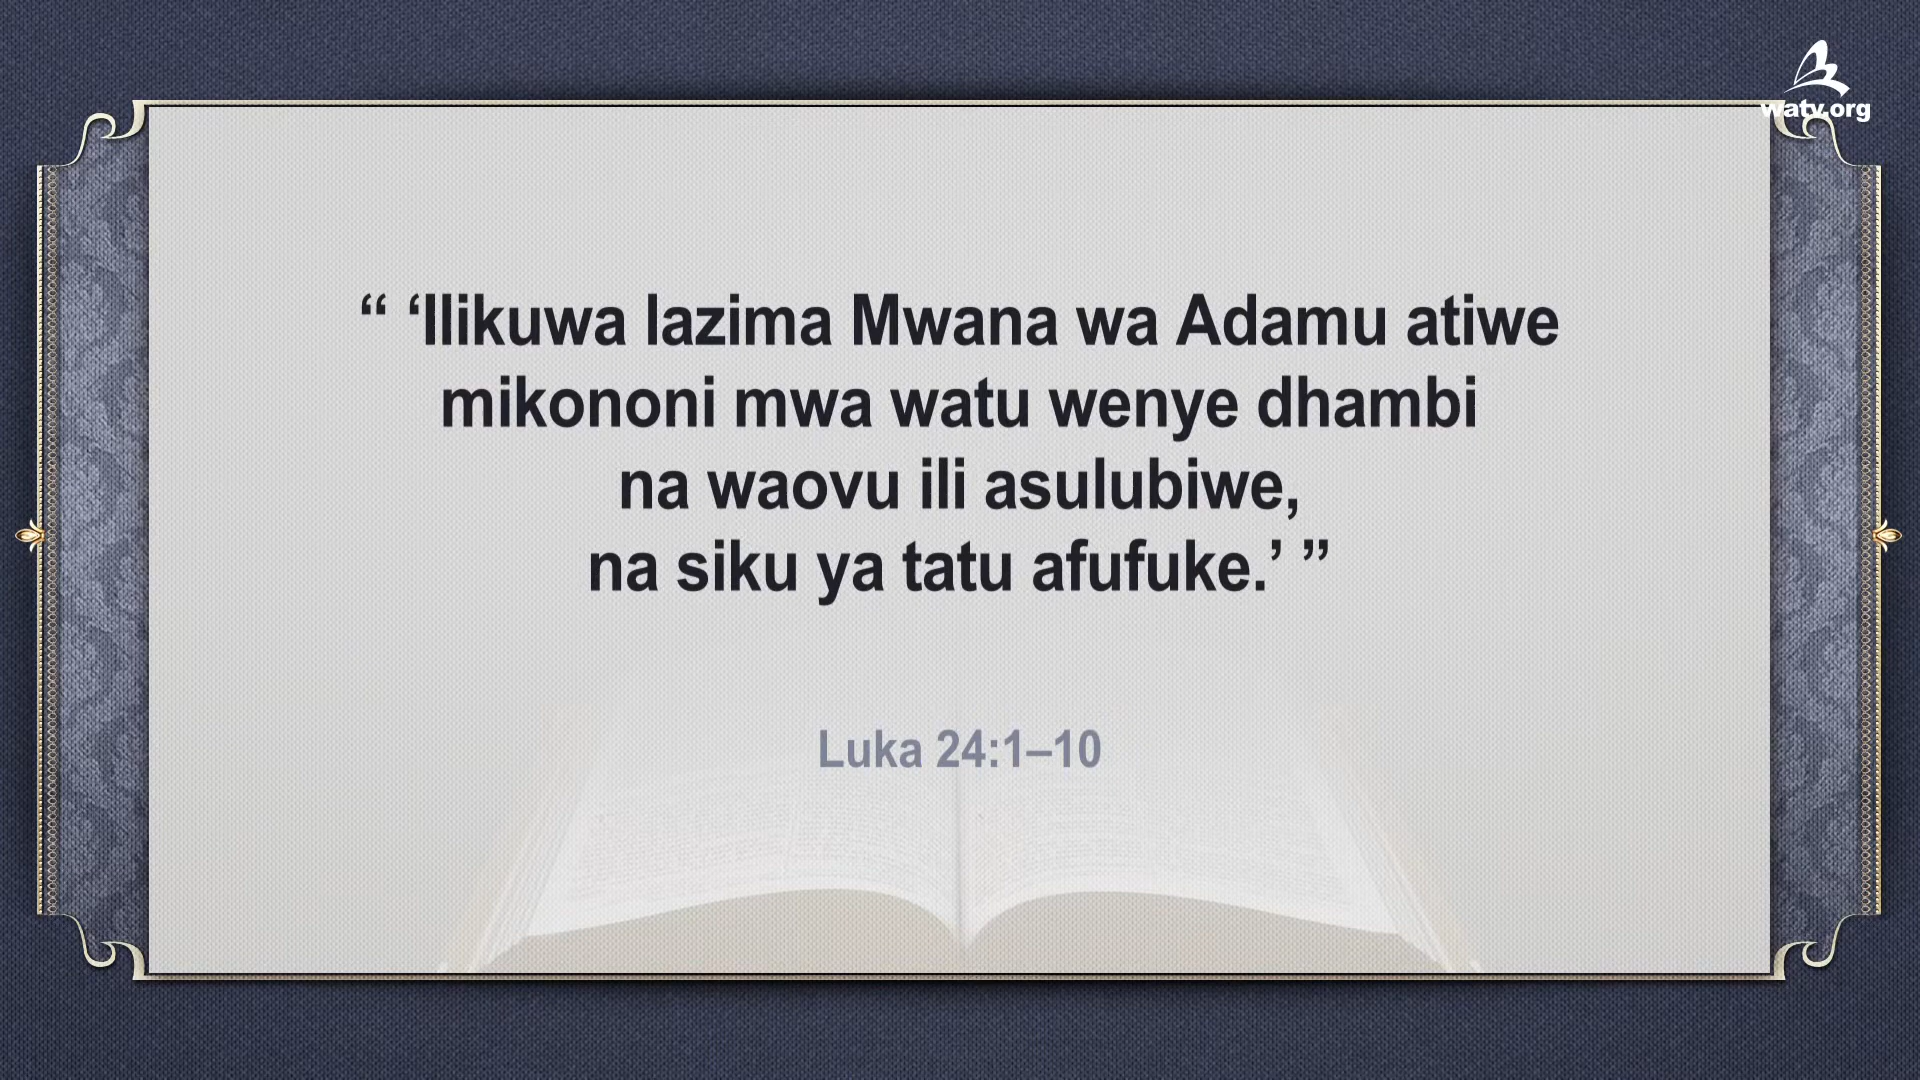 watv.org
“ ‘Ilikuwa lazima Mwana wa Adamu atiwe
mikononi mwa watu wenye dhambi
na waovu ili asulubiwe,
na siku ya tatu afufuke.’ ”
Luka 24:1–10